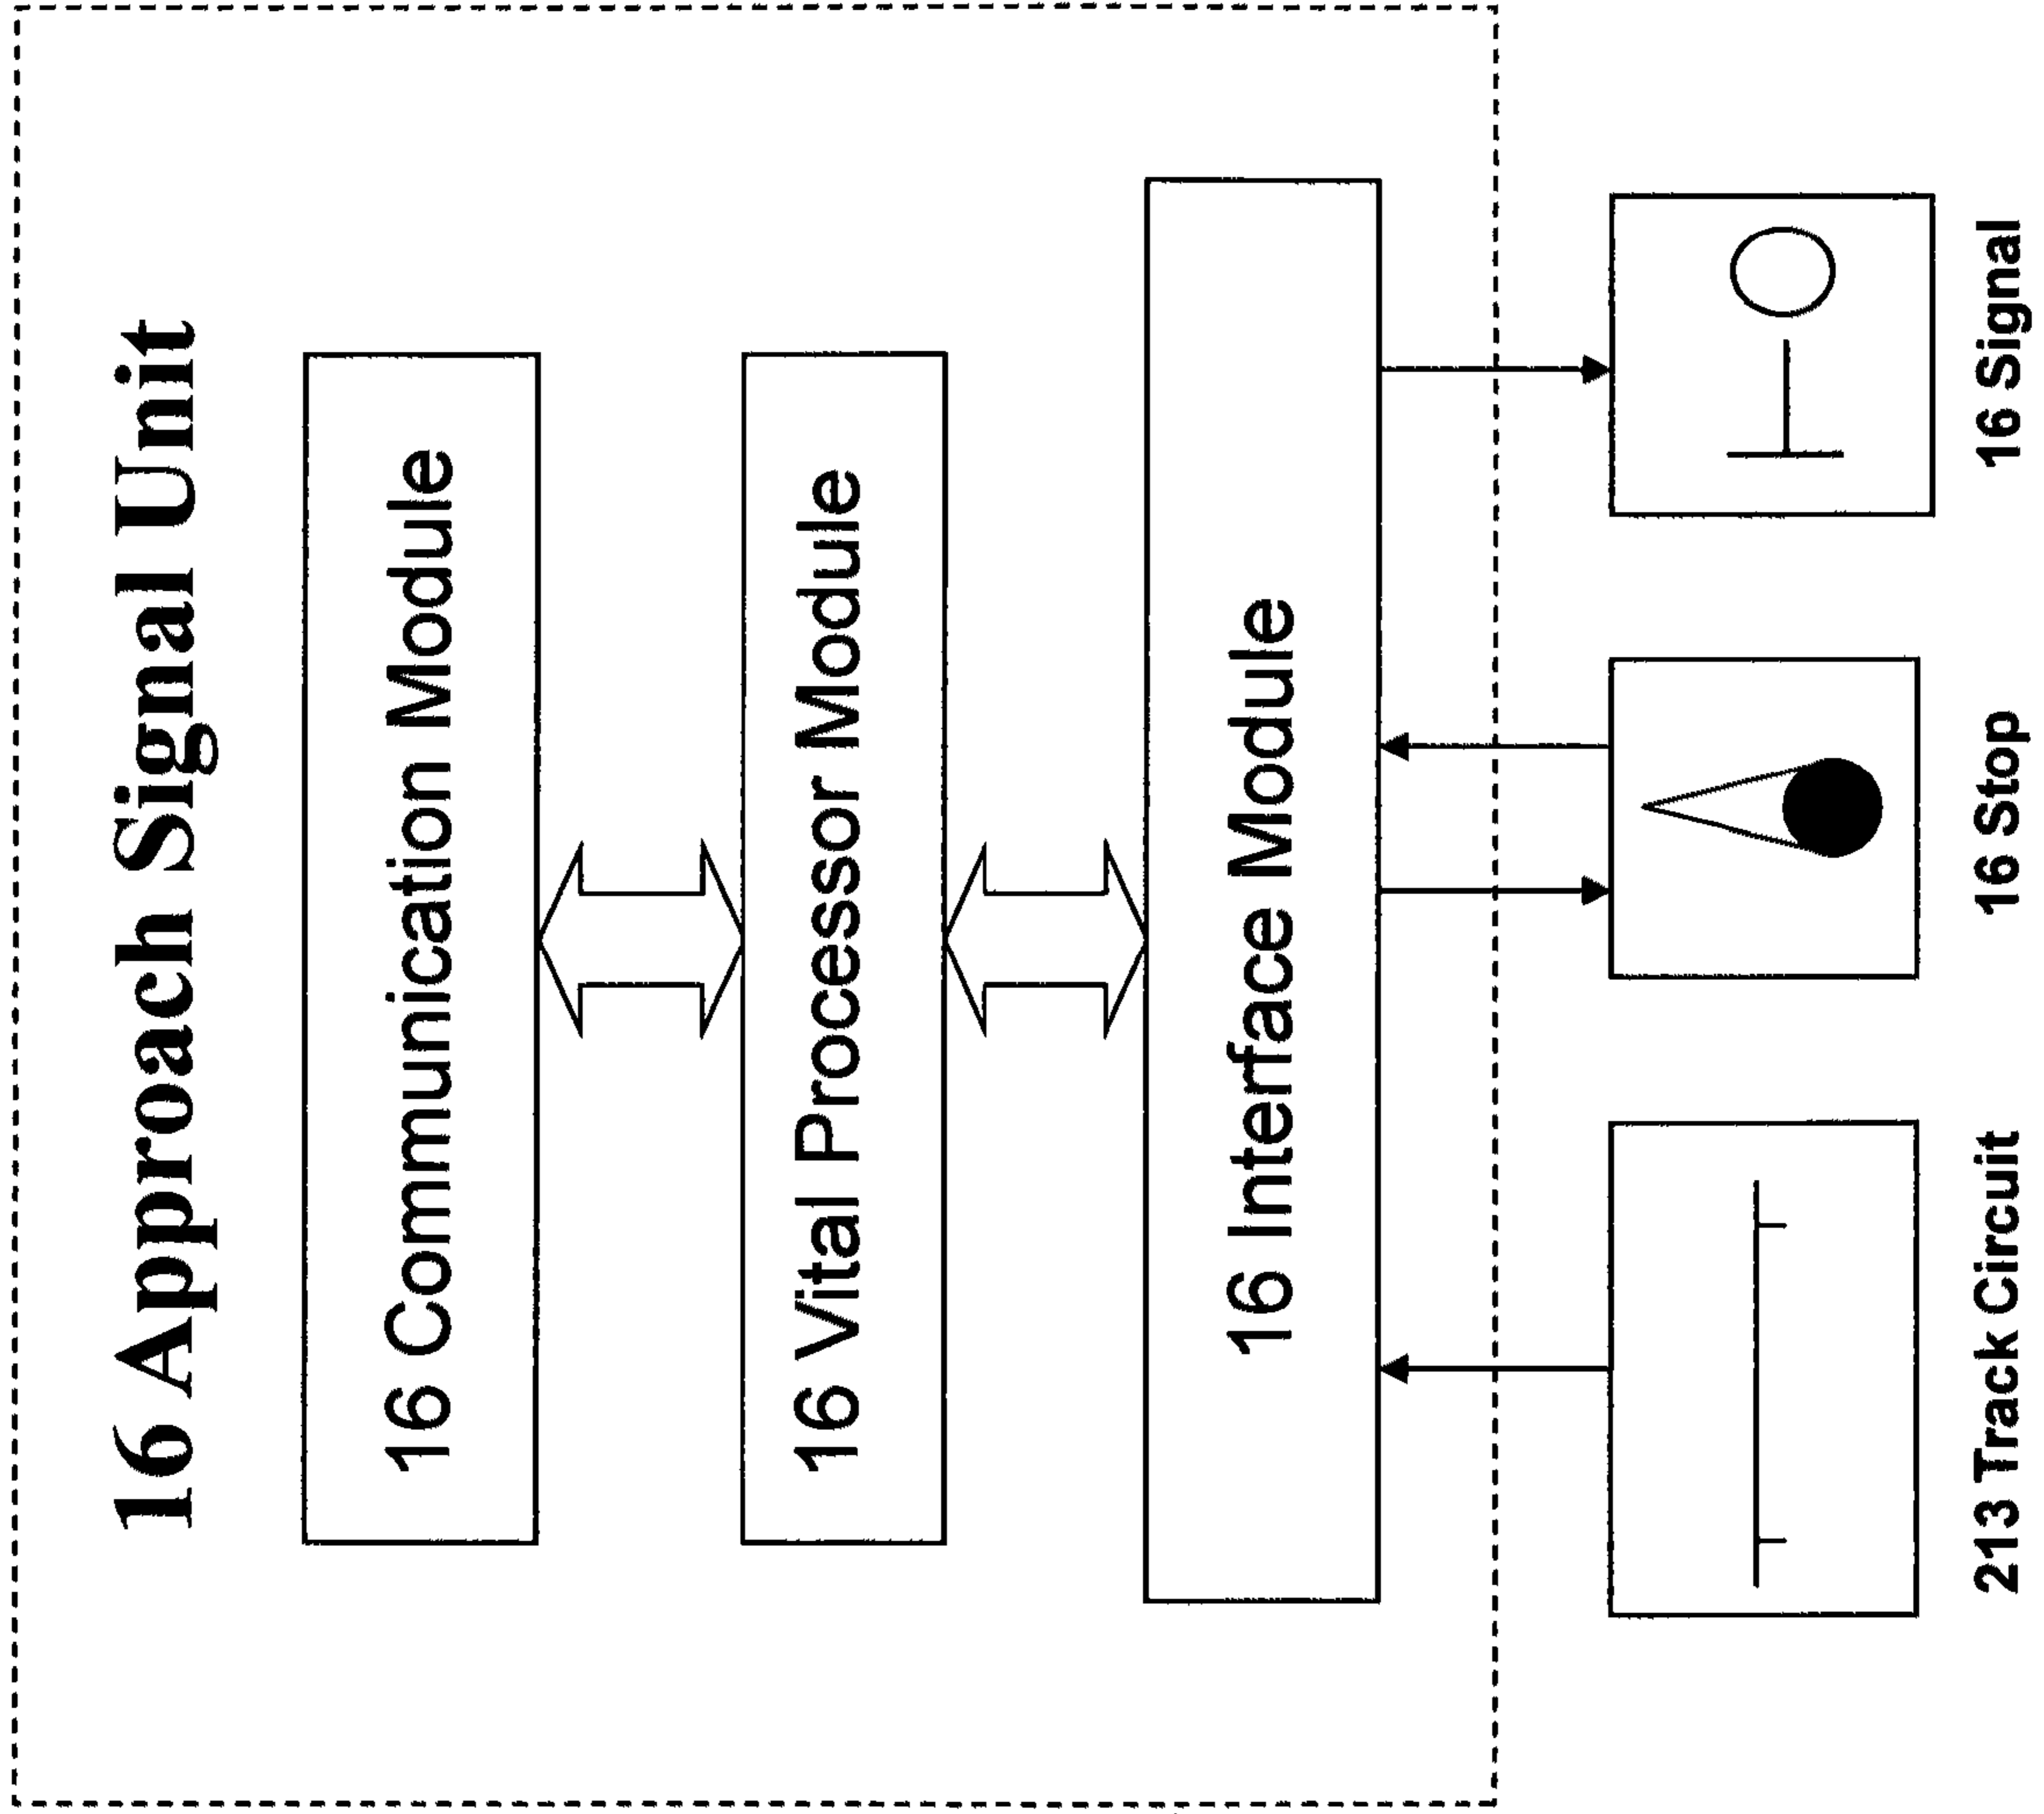 16 Approach Signal Unit
16 Communication Module
16 Vital Processor Module
16 Interface Module
213 Track Circuit
16 Stop
16 Signal